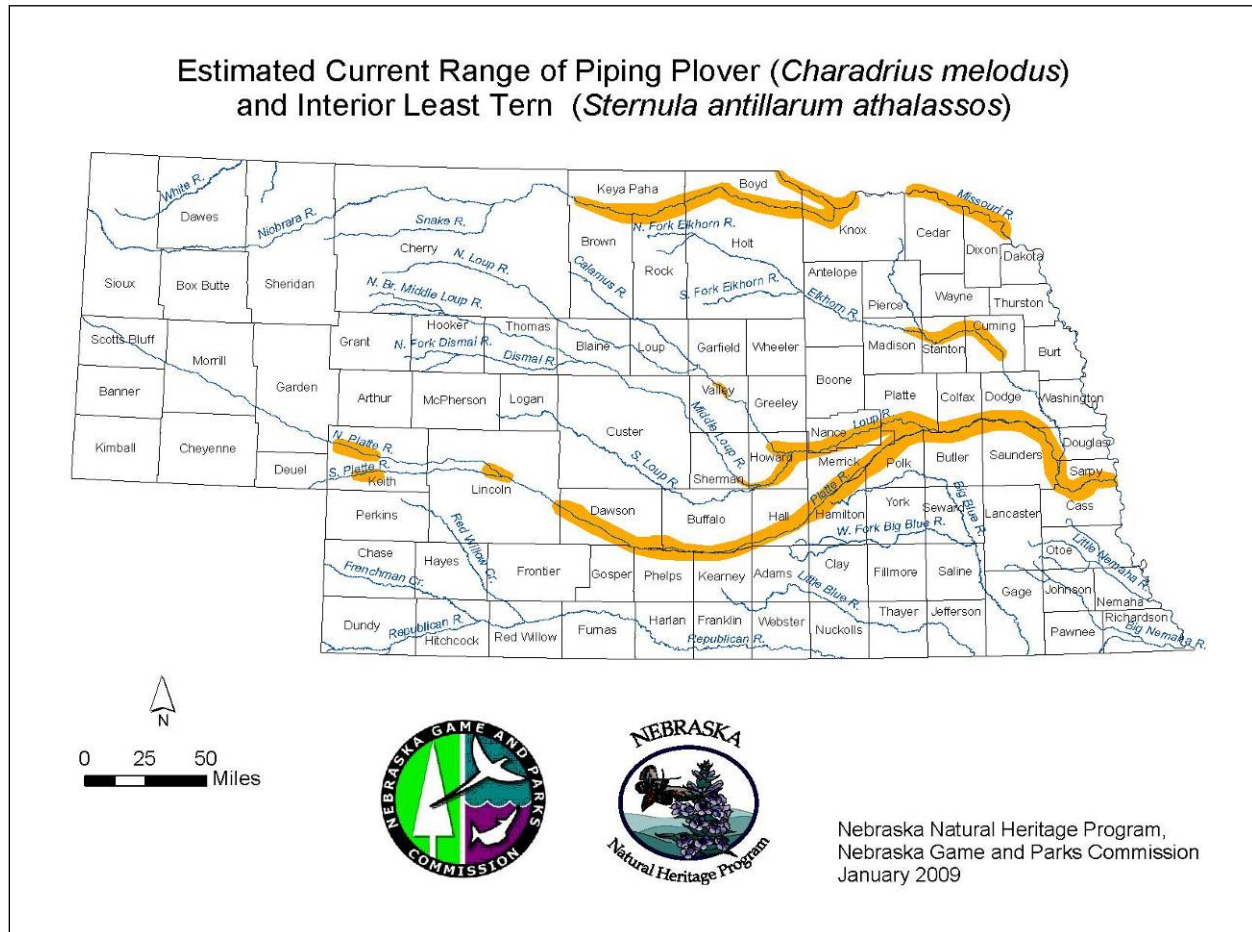 Estimated Current Range of Piping Plover (Charadrius melodus)
and Interior Least Tern (Sternula antillarum athalassos)
White R.
Dawes
Niobrara R.
Snake R.
Cherry
Sioux
Box Butte
Sheridan
Keya Paha
Boyd
Brown
N. Fork Elkhorn R.
Holt
Rock
Knox
Missouri R.
Cedar
Dixon
Dakota
N. Loup R.
Calamus R.
S. Fork Elkhorn R.
Antelope
Elkhorn R.
Pierce
Wayne
Thurston
N. Br. Middle Loup R.
Scotts Bluff
Morrill
Grant
Hooker
Thomas
N. Fork Dismal R.
Dismal R.
Blaine
Loup
Garfield
Wheeler
Madison
Stanton
Cuming
Burt
Banner
Garden
Arthur
McPherson
Logan
Custer
Valley
Greeley
Boone
Platte
Colfax
Dodge
Washington
Kimball
Cheyenne
Deuel
N. Platte R.
S. Platte R.
Keith
Lincoln
S. Loup R.
Middle Loup R.
Sherman
Howard
Nance
Loup R.
Merrick
Platte R.
Polk
Butler
Saunders
Douglas
Sarpy
Cass
Perkins
Red Willow Cr.
Dawson
Buffalo
Hall
Hamilton
York
Seward
Big Blue R.
W. Fork Big Blue R.
Lancaster
Otoe
Little Nemaha R.
Chase
Frenchman Cr.
Hayes
Frontier
Gosper
Phelps
Kearney
Adams
Little Blue R.
Clay
Fillmore
Saline
Gage
Johnson
Nemaha
Dundy
Republican R.
Hitchcock
Red Willow
Furnas
Harlan
Franklin
Republican R.
Webster
Nuckolls
Thayer
Jefferson
Pawnee
Richardson
Big Nemaha R.
N
0 25 50
Miles
NEBRASKA GAME AND PARKS
COMMISSION
NEBRASKA
Natural Heritage Program
Nebraska Natural Heritage Program,
Nebraska Game and Parks Commission
January 2009